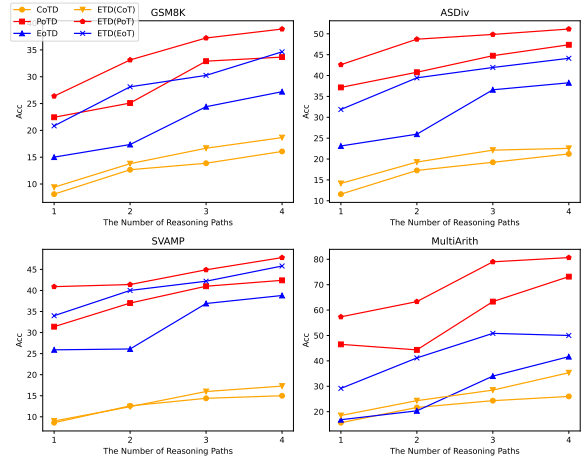 CoTD ETD(CoT)
PoTD ETD(PoT)
EoTD ETD(EoT)
GSM8K
Acc
35
30
25
20
15
10
1 2 3 4
The Number of Reasoning Paths
ASDiv
Acc
50
45
40
35
30
25
20
15
10
1 2 3 4
The Number of Reasoning Paths
SVAMP
Acc
45
40
35
30
25
20
15
10
1 2 3 4
The Number of Reasoning Paths
MultiArith
Acc
80
70
60
50
40
30
20
1 2 3 4
The Number of Reasoning Paths